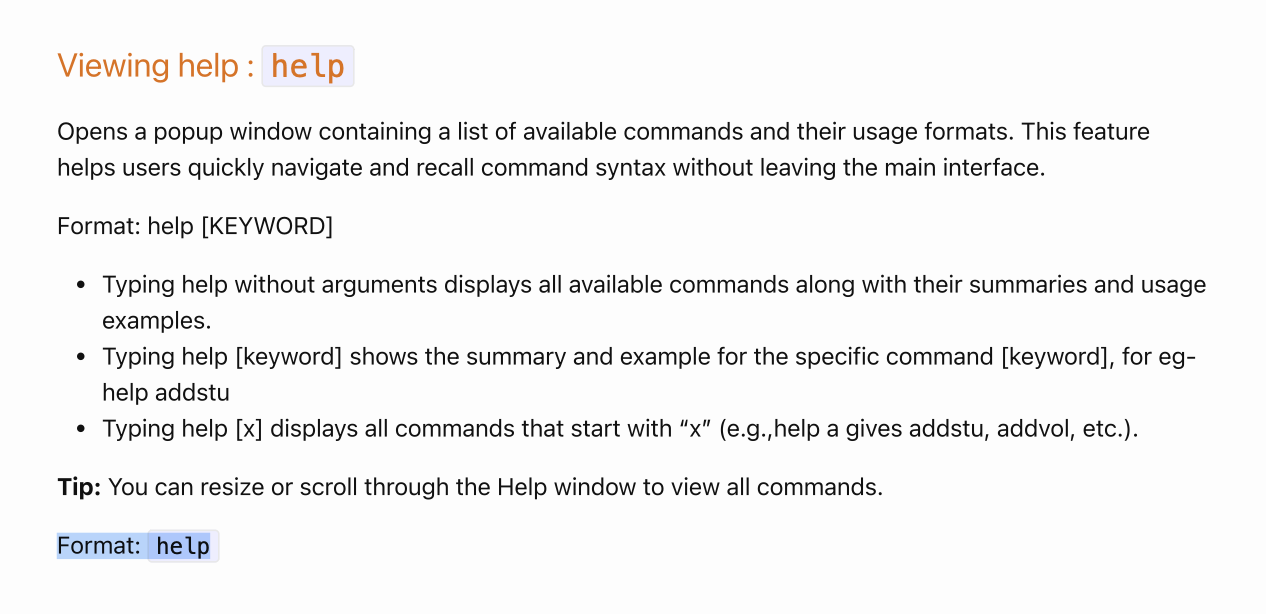 Viewing help : help
Opens a popup window containing a list of available commands and their usage formats. This feature
helps users quickly navigate and recall command syntax without leaving the main interface.
Format: help [KEYWORD]
• Typing help without arguments displays all available commands along with their summaries and usage
examples.
• Typing help [keyword] shows the summary and example for the specific command [keyword], for eg-
help addstu
• Typing help [x] displays all commands that start with “x” (e.g.,help a gives addstu, addvol, etc.).
Tip: You can resize or scroll through the Help window to view all commands.
Format: help